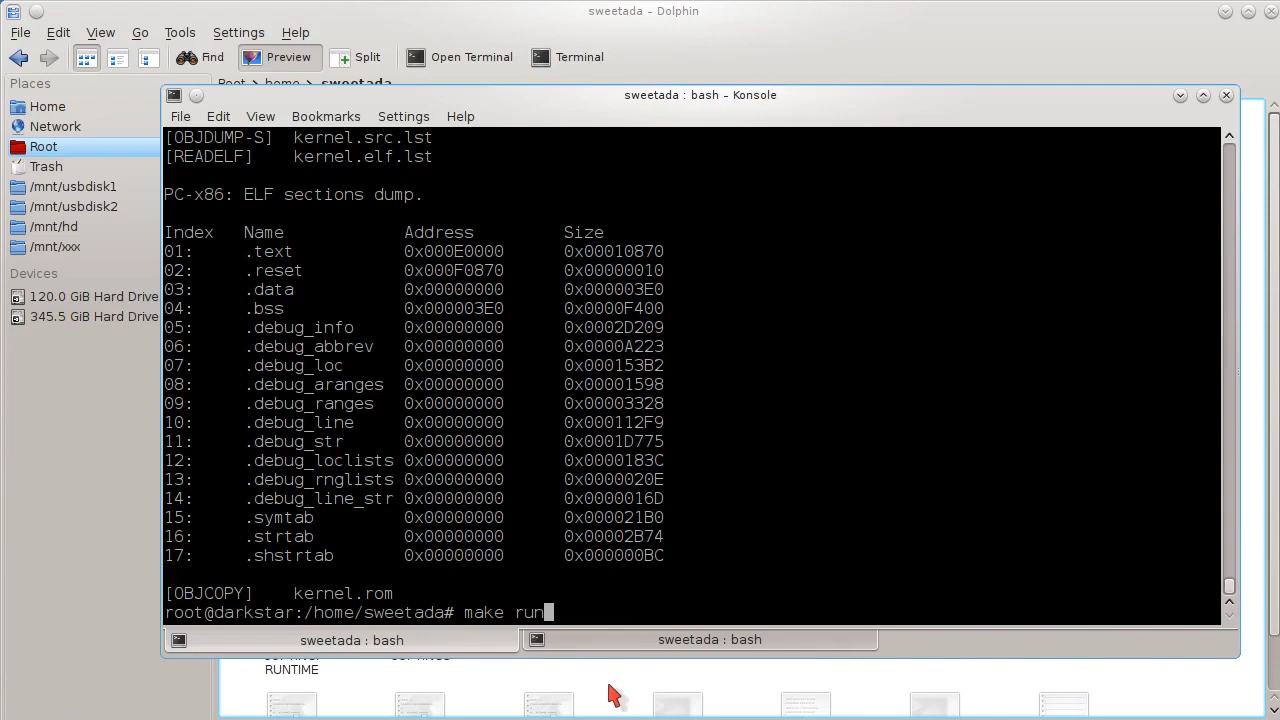 sweetada - Dolphin
File Edit View Go Tools Settings Help
Find Preview Split Open Terminal Terminal
Places
Root > home > sweetada
Home
Network
Root
Trash
/mnt/usbdisk1
/mnt/usbdisk2
/mnt/hd
/mnt/xxx
Devices
120.0 GiB Hard Drive
345.5 GiB Hard Drive
sweetada : bash – Konsole
File Edit View Bookmarks Settings Help
[OBJDUMP-S] kernel.src.lst
[READELF] kernel.elf.lst
PC-x86: ELF sections dump.
Index Name Address Size
01: .text 0x000E0000 0x00010870
02: .reset 0x000F0870 0x00000010
03: .data 0x00000000 0x000003E0
04: .bss 0x000003E0 0x0000F400
05: .debug_info 0x00000000 0x0002D209
06: .debug_abbrev 0x00000000 0x0000A223
07: .debug_loc 0x00000000 0x000153B2
08: .debug_aranges 0x00000000 0x00001598
09: .debug_ranges 0x00000000 0x00003328
10: .debug_line 0x00000000 0x000112F9
11: .debug_str 0x00000000 0x0001D775
12: .debug_loclists 0x00000000 0x0000183C
13: .debug_rnglists 0x00000000 0x0000020E
14: .debug_line_str 0x00000000 0x0000016D
15: .symtab 0x00000000 0x000021B0
16: .strtab 0x00000000 0x00002B74
17: .shstrtab 0x00000000 0x000000BC
[OBJCOPY] kernel.rom
root@darkstar:/home/sweetada# make run
sweetada : bash
sweetada : bash
RUNTIME